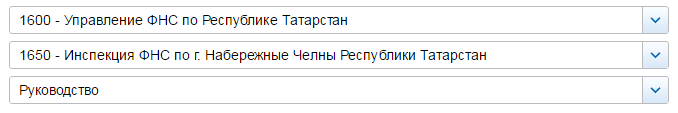 1600 - Управление ФНС по Республике Татарстан
1650 - Инспекция ФНС по г. Набережные Челны Республики Татарстан
Руководство